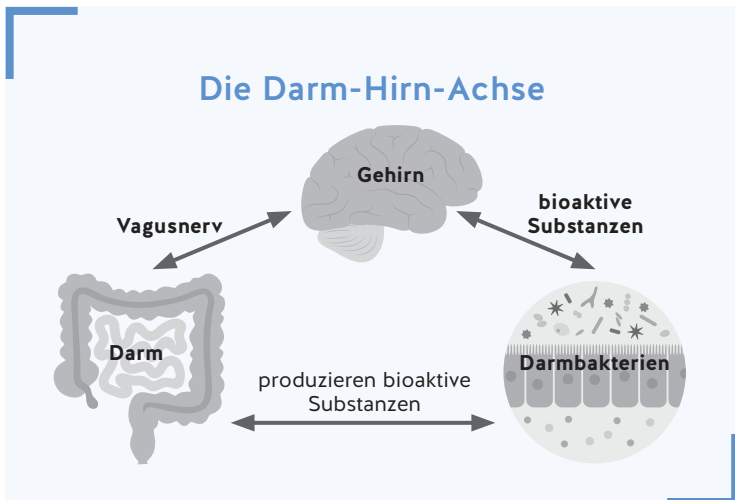 Die Darm-Hirn-Achse
Gehirn
Vagusnerv
bioaktive
Substanzen
Darm
Darmbakterien
produzieren bioaktive
Substanzen